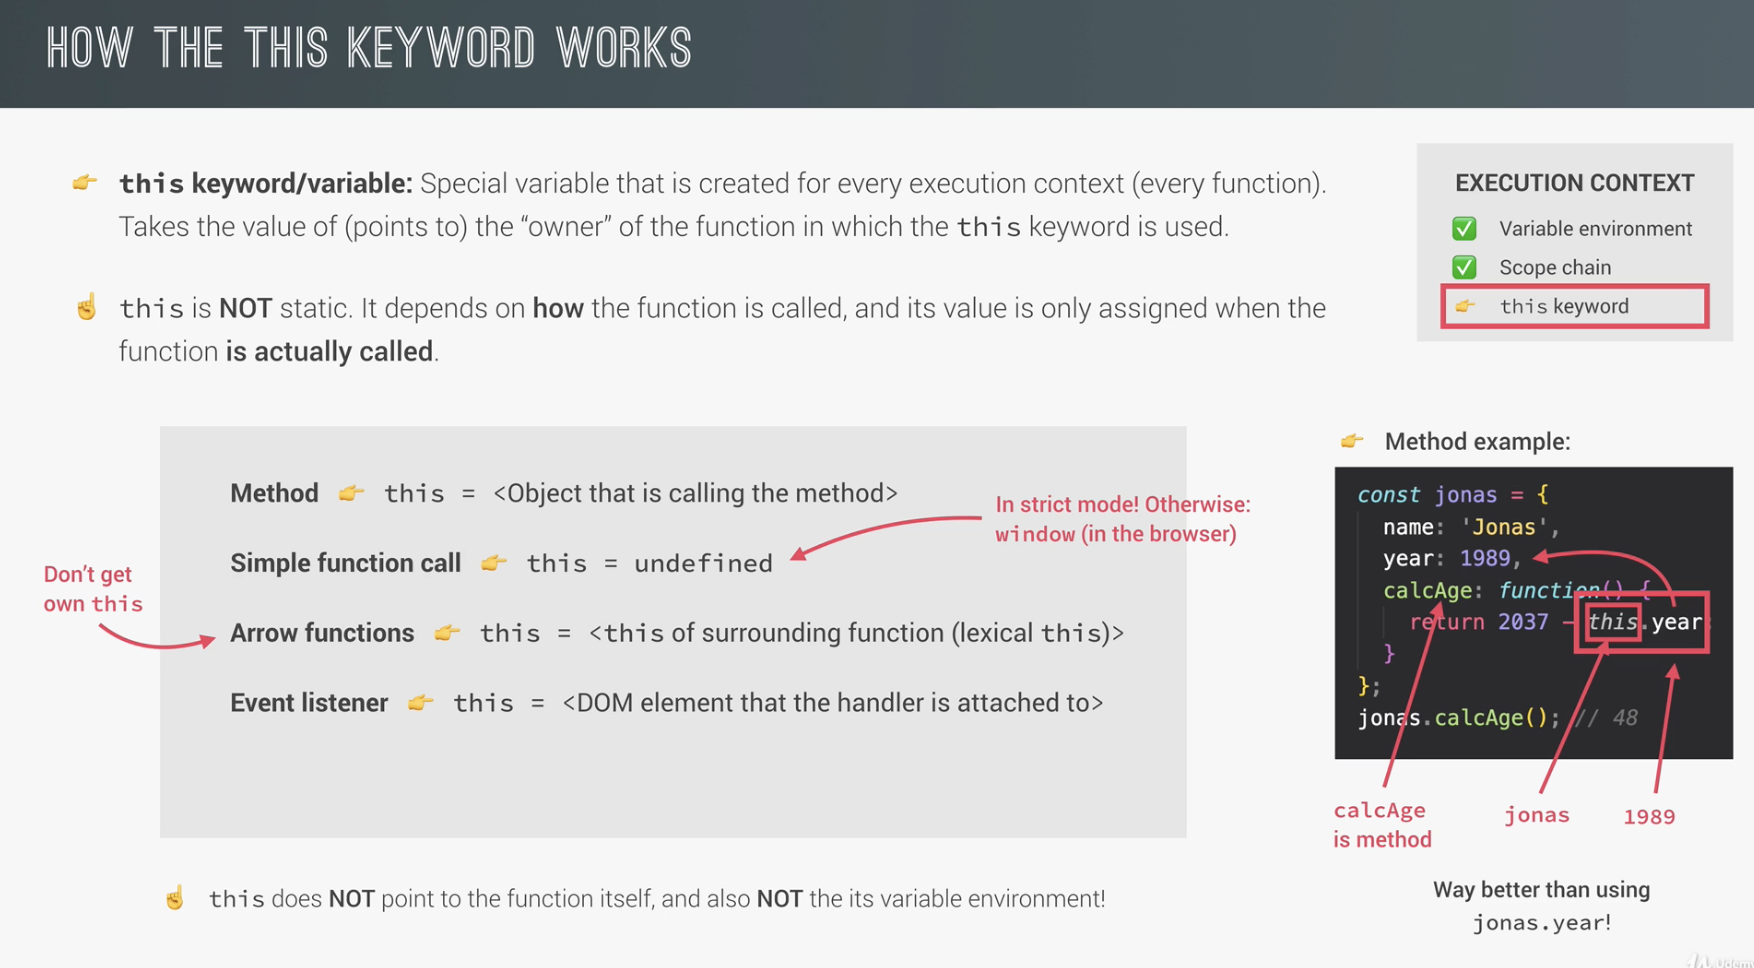 HOW THE THIS KEYWORD WORKS
👉 this keyword/variable: Special variable that is created for every execution context (every function).
Takes the value of (points to) the “owner” of the function in which the this keyword is used.
☝️ this is NOT static. It depends on how the function is called, and its value is only assigned when the
function is actually called.
EXECUTION CONTEXT
✅ Variable environment
✅ Scope chain
👉 this keyword
Method 👉 this = <Object that is calling the method>
In strict mode! Otherwise:
window (in the browser)
Simple function call 👉 this = undefined
Don’t get
own this
Arrow functions 👉 this = <this of surrounding function (lexical this)>
Event listener 👉 this = <DOM element that the handler is attached to>
☝️ this does NOT point to the function itself, and also NOT the its variable environment!
👉 Method example:
const jonas = {
name: 'Jonas',
year: 1989,
calcAge: function() {
return 2037 - this.year;
}
};
jonas.calcAge(); // 48
calcAge
is method
jonas
1989
Way better than using
jonas.year!
Udemy